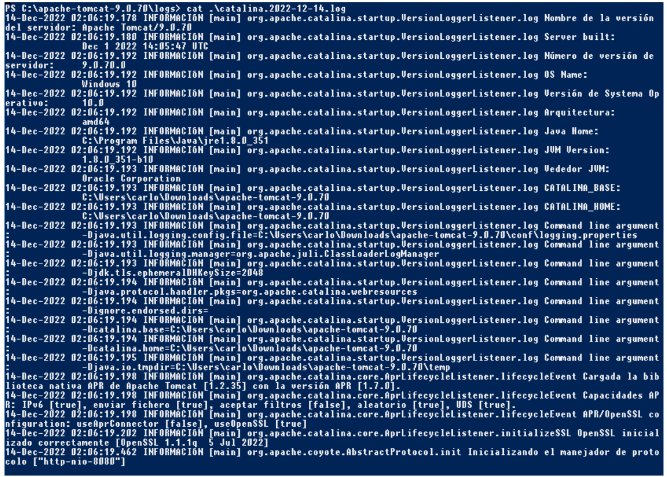 PS C:\apache-tomcat-9.0.70\logs> cat .\catalina.2022-12-14.log
14-Dec-2022 02:06:19.178 INFORMACIÓN [main] org.apache.catalina.startup.VersionLoggerListener.log Nombre de la versión
del servidor: Apache Tomcat/9.0.70
14-Dec-2022 02:06:19.180 INFORMACIÓN [main] org.apache.catalina.startup.VersionLoggerListener.log Server built:
Dec 1 2022 14:05:47 UTC
14-Dec-2022 02:06:19.192 INFORMACIÓN [main] org.apache.catalina.startup.VersionLoggerListener.log Número de versión de
servidor: 9.0.70.0
14-Dec-2022 02:06:19.192 INFORMACIÓN [main] org.apache.catalina.startup.VersionLoggerListener.log OS Name:
Windows 10
14-Dec-2022 02:06:19.192 INFORMACIÓN [main] org.apache.catalina.startup.VersionLoggerListener.log Versión de Systema Op
erativo: 10.0
14-Dec-2022 02:06:19.192 INFORMACIÓN [main] org.apache.catalina.startup.VersionLoggerListener.log Arquitectura:
amd64
14-Dec-2022 02:06:19.192 INFORMACIÓN [main] org.apache.catalina.startup.VersionLoggerListener.log Java Home:
C:\Program Files\Java\jre1.8.0_351
14-Dec-2022 02:06:19.192 INFORMACIÓN [main] org.apache.catalina.startup.VersionLoggerListener.log JVM Version:
1.8.0_351-b10
14-Dec-2022 02:06:19.193 INFORMACIÓN [main] org.apache.catalina.startup.VersionLoggerListener.log Vededor JVM:
Oracle Corporation
14-Dec-2022 02:06:19.193 INFORMACIÓN [main] org.apache.catalina.startup.VersionLoggerListener.log CATALINA_BASE:
C:\Users\carlo\Downloads\apache-tomcat-9.0.70
14-Dec-2022 02:06:19.193 INFORMACIÓN [main] org.apache.catalina.startup.VersionLoggerListener.log CATALINA_HOME:
C:\Users\carlo\Downloads\apache-tomcat-9.0.70
14-Dec-2022 02:06:19.193 INFORMACIÓN [main] org.apache.catalina.startup.VersionLoggerListener.log Command line argument
: -Djava.util.logging.config.file=C:\Users\carlo\Downloads\apache-tomcat-9.0.70\conf\logging.properties
14-Dec-2022 02:06:19.193 INFORMACIÓN [main] org.apache.catalina.startup.VersionLoggerListener.log Command line argument
: -Djava.util.logging.manager=org.apache.juli.ClassLoaderLogManager
14-Dec-2022 02:06:19.193 INFORMACIÓN [main] org.apache.catalina.startup.VersionLoggerListener.log Command line argument
: -Djdk.tls.ephemeralDHKeySize=2048
14-Dec-2022 02:06:19.194 INFORMACIÓN [main] org.apache.catalina.startup.VersionLoggerListener.log Command line argument
: -Djava.protocol.handler.pkgs=org.apache.catalina.webresources
14-Dec-2022 02:06:19.194 INFORMACIÓN [main] org.apache.catalina.startup.VersionLoggerListener.log Command line argument
: -Dignore.endorsed.dirs=
14-Dec-2022 02:06:19.194 INFORMACIÓN [main] org.apache.catalina.startup.VersionLoggerListener.log Command line argument
: -Dcatalina.base=C:\Users\carlo\Downloads\apache-tomcat-9.0.70
14-Dec-2022 02:06:19.194 INFORMACIÓN [main] org.apache.catalina.startup.VersionLoggerListener.log Command line argument
: -Dcatalina.home=C:\Users\carlo\Downloads\apache-tomcat-9.0.70
14-Dec-2022 02:06:19.195 INFORMACIÓN [main] org.apache.catalina.startup.VersionLoggerListener.log Command line argument
: -Djava.io.tmpdir=C:\Users\carlo\Downloads\apache-tomcat-9.0.70\temp
14-Dec-2022 02:06:19.198 INFORMACIÓN [main] org.apache.catalina.core.AprLifecycleListener.lifecycleEvent Cargada la bib
lioteca nativa APR de Apache Tomcat [1.2.35] con la versión APR [1.7.0].
14-Dec-2022 02:06:19.198 INFORMACIÓN [main] org.apache.catalina.core.AprLifecycleListener.lifecycleEvent Capacidades AP
R: IPv6 [true], enviar fichero [true], aceptar filtros [false], aleatorio [true], UDS [true].
14-Dec-2022 02:06:19.198 INFORMACIÓN [main] org.apache.catalina.core.AprLifecycleListener.lifecycleEvent APR/OpenSSL co
nfiguration: useAprConnector [false], useOpenSSL [true]
14-Dec-2022 02:06:19.202 INFORMACIÓN [main] org.apache.catalina.core.AprLifecycleListener.initializeSSL OpenSSL inicial
izado correctamente [OpenSSL 1.1.1q 5 Jul 2022]
14-Dec-2022 02:06:19.462 INFORMACIÓN [main] org.apache.coyote.AbstractProtocol.init Inicializando el manejador de proto
colo ["http-nio-8080"]